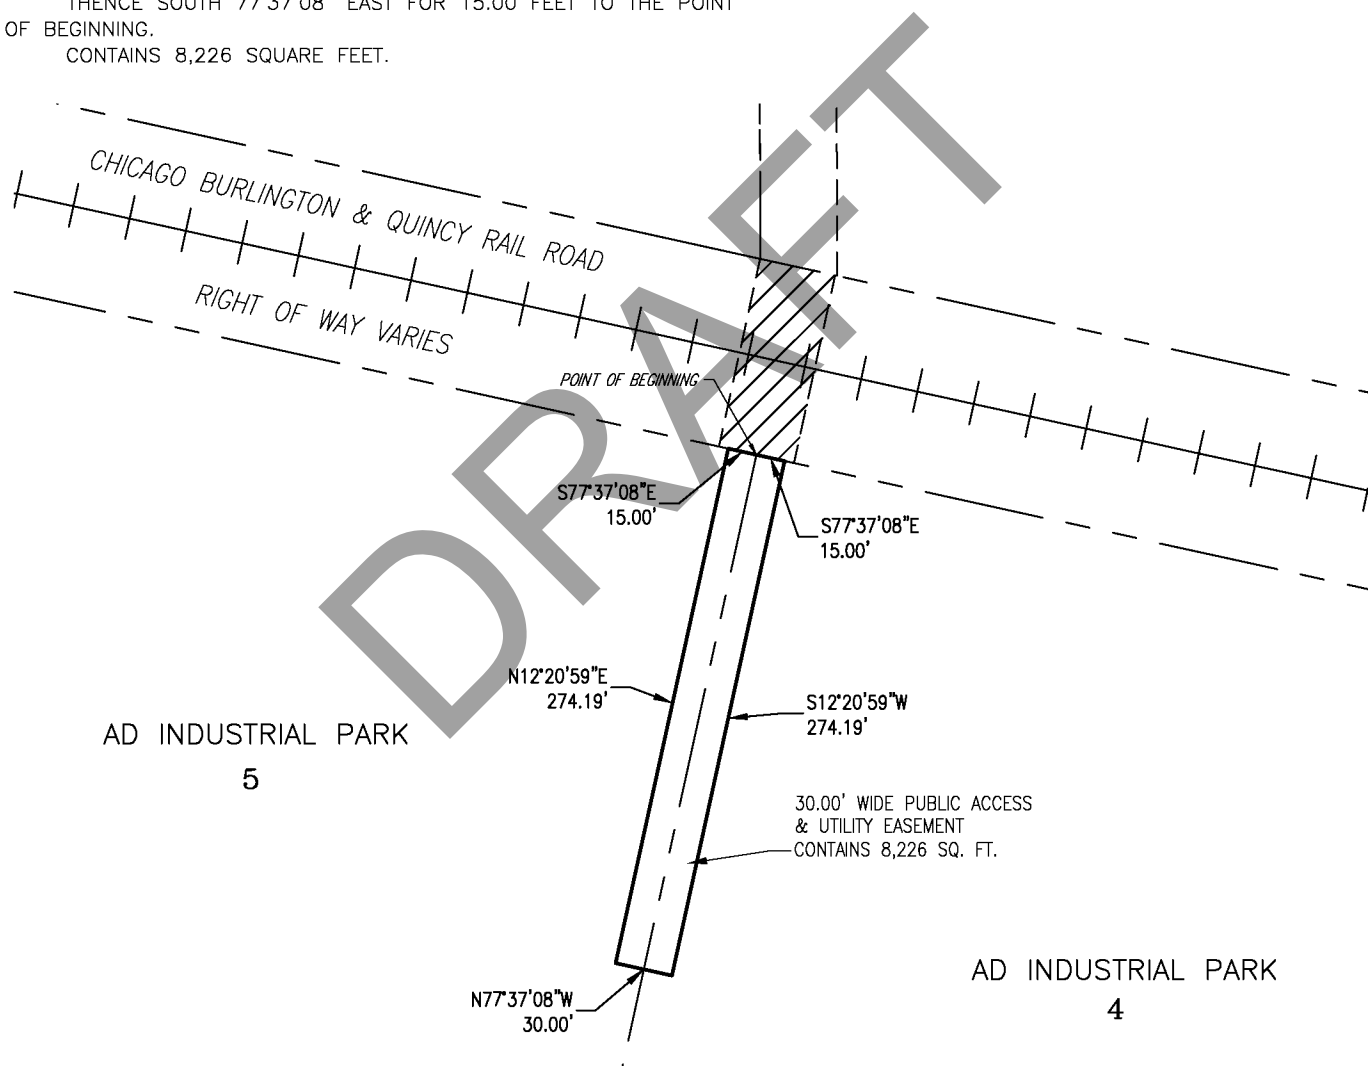 THENCE SOUTH 77°37'08" EAST FOR 15.00 FEET TO THE POINT
OF BEGINNING.
CONTAINS 8,226 SQUARE FEET.
CHICAGO BURLINGTON & QUINCY RAIL ROAD
RIGHT OF WAY VARIES
POINT OF BEGINNING
S77°37'08"E
15.00'
S77°37'08"E
15.00'
DRAFT
N12°20'59"E
274.19'
S12°20'59"W
274.19'
AD INDUSTRIAL PARK
5
30.00' WIDE PUBLIC ACCESS
& UTILITY EASEMENT
CONTAINS 8,226 SQ. FT.
AD INDUSTRIAL PARK
4
N77°37'08"W
30.00'